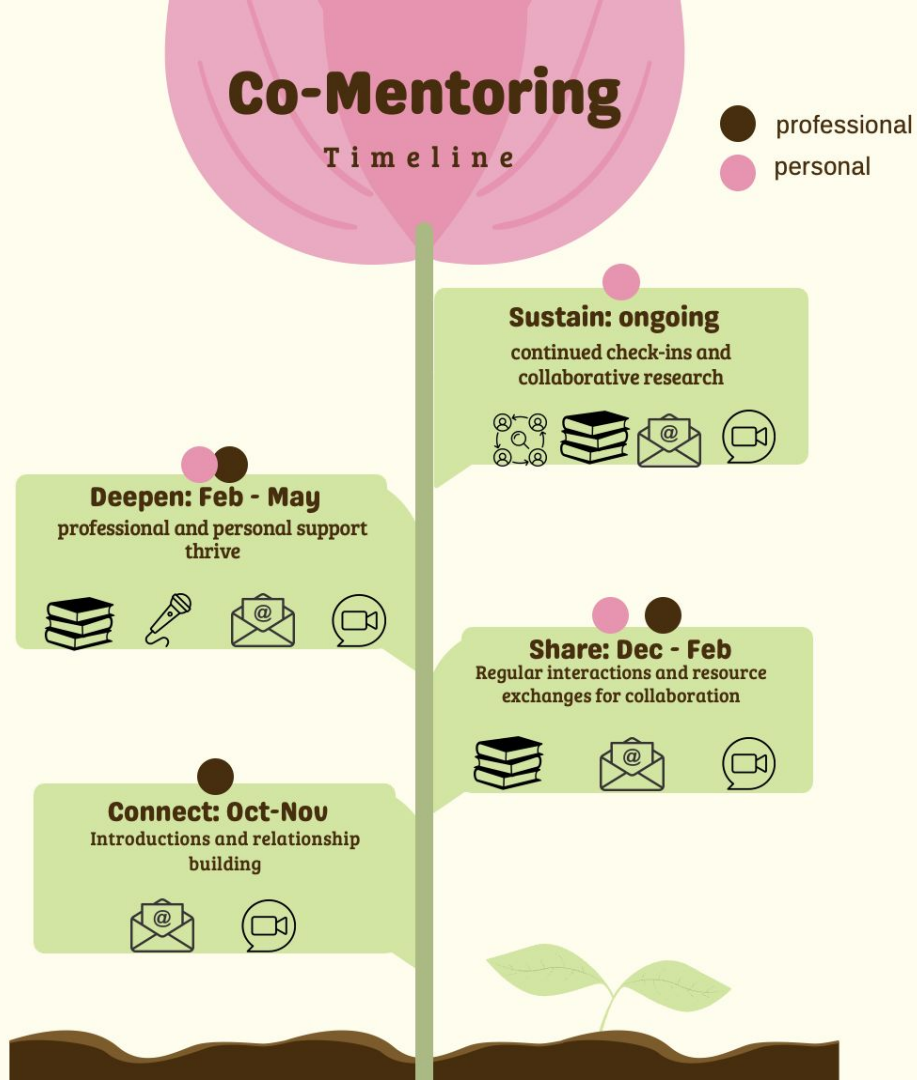 Co-Mentoring
Timeline
professional
personal
Sustain: ongoing
continued check-ins and
collaborative research
@
Deepen: Feb - May
professional and personal support
thrive
@
Share: Dec - Feb
Regular interactions and resource
exchanges for collaboration
@
Connect: Oct-Nov
Introductions and relationship
building
@